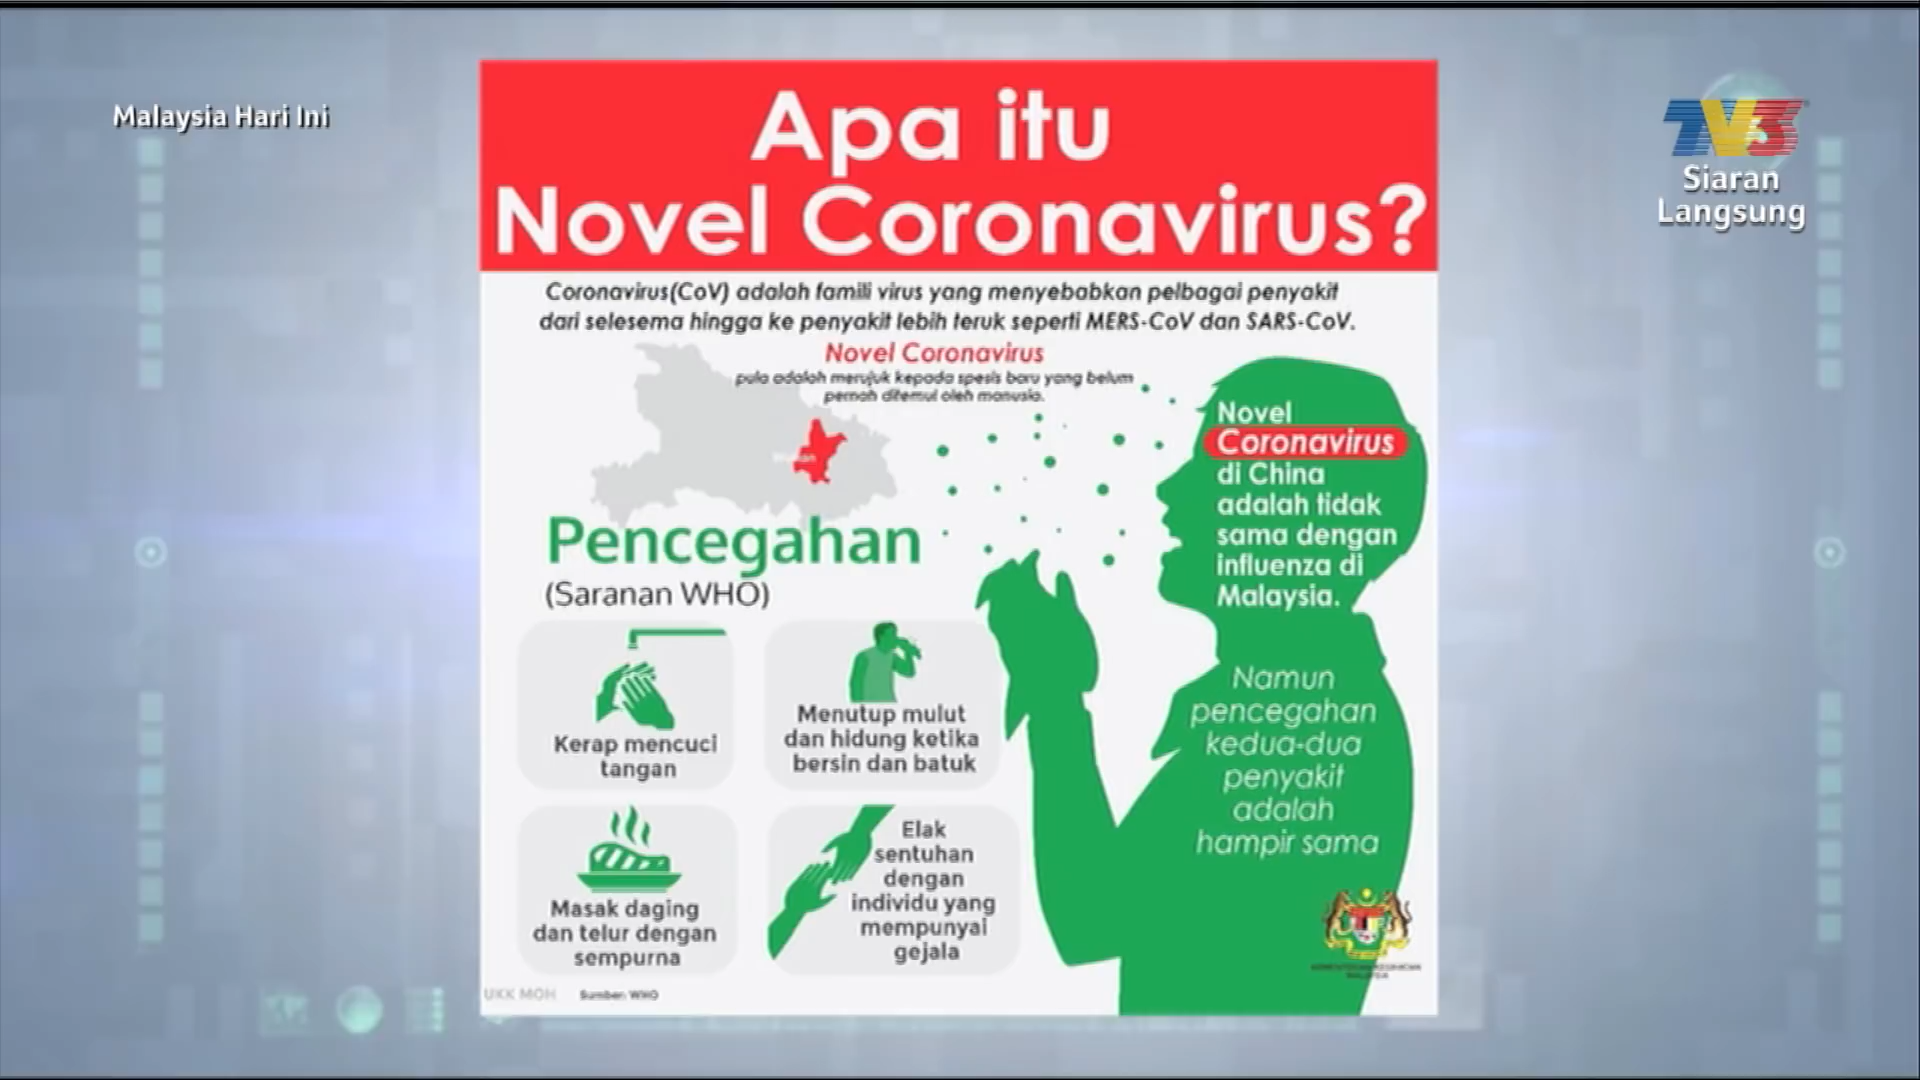 Malaysia Hari Ini
TV3
Siaran
Langsung
Apa itu
Novel Coronavirus?
Coronavirus(CoV) adalah famili virus yang menyebabkan pelbagai penyakit
dari selesema hingga ke penyakit lebih teruk seperti MERS-CoV dan SARS-CoV.
Novel Coronavirus
pula adalah merujuk kepada spesis baru yang belum
pernah ditemui oleh manusia.
Novel
Coronavirus
di China
adalah tidak
sama dengan
influenza di
Malaysia.
Namun
pencegahan
kedua-dua
penyakit
adalah
hampir sama
Pencegahan
(Saranan WHO)
Kerap mencuci
tangan
Menutup mulut
dan hidung ketika
bersin dan batuk
Masak daging
dan telur dengan
sempurna
Elak
sentuhan
dengan
individu yang
mempunyai
gejala
UKK MOH
Sumber: WHO